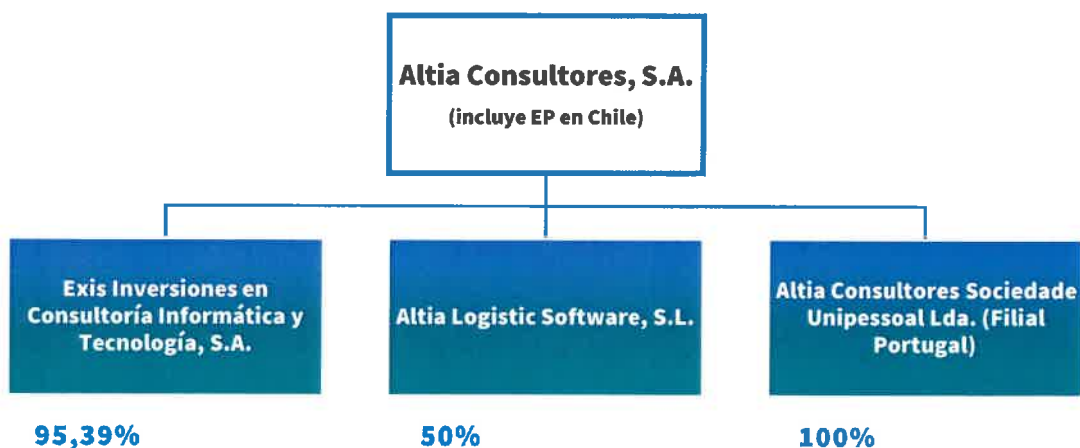 Altia Consultores, S.A.
(incluye EP en Chile)
Exis Inversiones en
Consultoría Informática y
Tecnología, S.A.
Altia Logistic Software, S.L.
Altia Consultores Sociedade
Unipessoal Lda. (Filial
Portugal)
95,39%
50%
100%